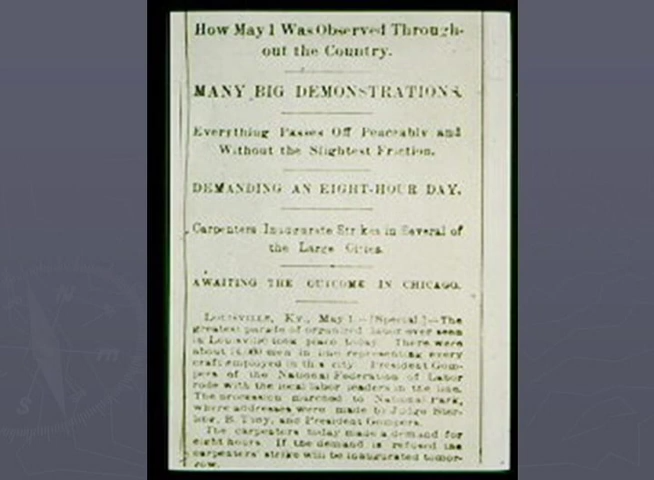 How May 1 Was Observed Through-
out the Country.
MANY BIG DEMONSTRATIONS.
Everything Passes Off Peaceably and
Without the Slightest Friction.
DEMANDING AN EIGHT-HOUR DAY.
Carpenters Inaugurate Strikes in Several of
the Large Cities.
AWAITING THE OUTCOME IN CHICAGO.
LOUISVILLE, Ky., May 1.—[Special.]—The
greatest parade of organized labor ever seen
in Louisville took place today. There were
about men in line representing every
craft employed in this city. President Gom-
pers of the National Federation of Labor
rode with the local labor leaders in the line.
The procession marched to National Park,
where addresses were made by Judge
B. and President Gompers.
The carpenters today made a demand for
eight hours. If the demand is refused the
carpenters' strike will be inaugurated tomor-
row.